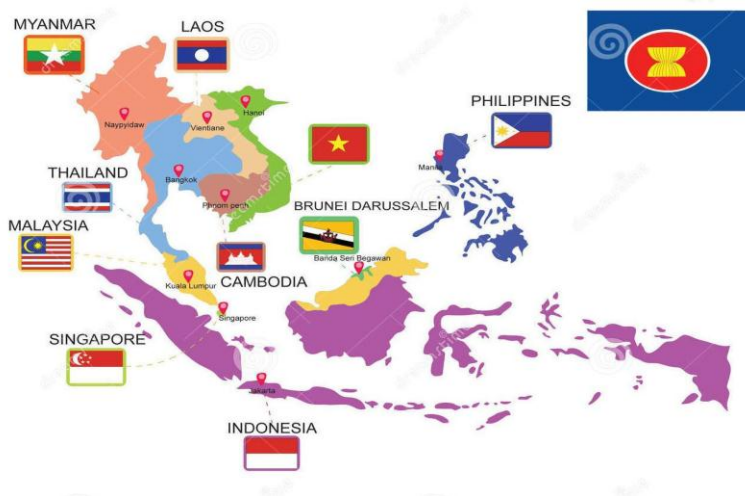 MYANMAR
LAOS
PHILIPPINES
Hanoi
Naypyidaw
Vientiane
Manila
THAILAND
Bangkok
Phnom penh
BRUNEI DARUSSALEM
MALAYSIA
Banda Seri Begawan
CAMBODIA
Kuala Lumpur
Singapore
SINGAPORE
Jakarta
INDONESIA